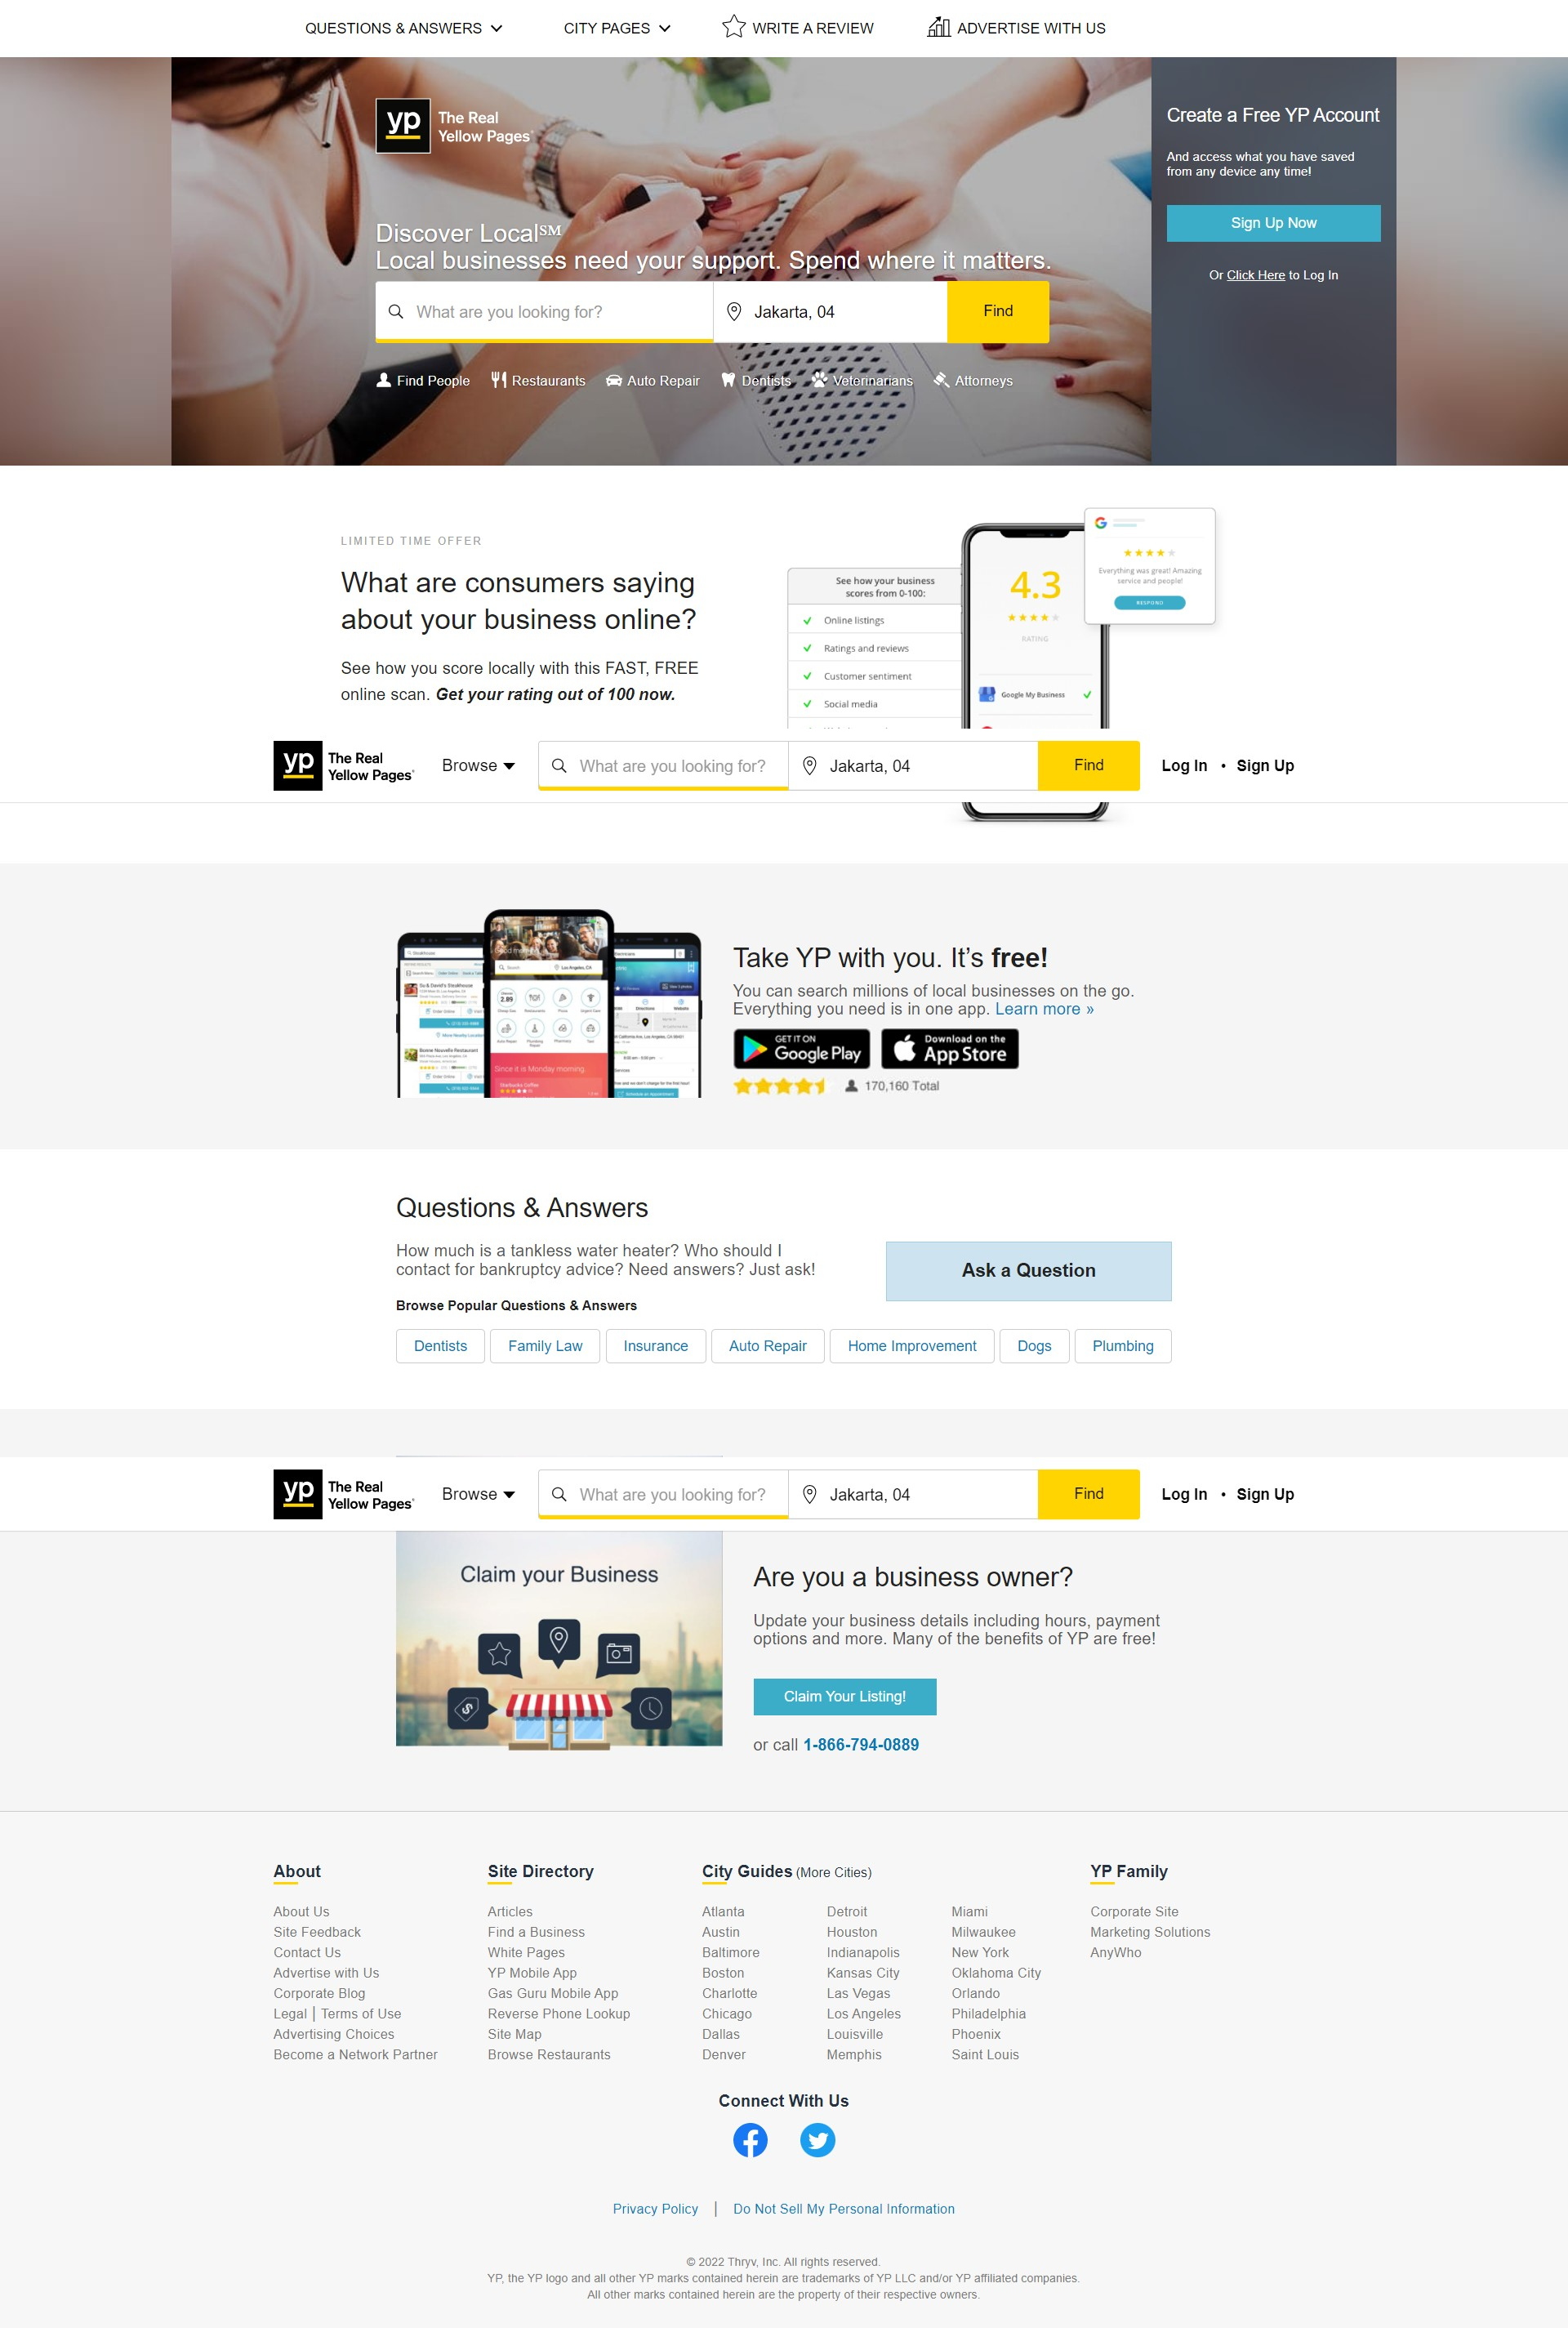 QUESTIONS & ANSWERS
CITY PAGES
WRITE A REVIEW
ADVERTISE WITH US
yp The Real
Yellow Pages
Discover Local℠
Local businesses need your support. Spend where it matters.
What are you looking for?
Jakarta, 04
Find
Find People
Restaurants
Auto Repair
Dentists
Veterinarians
Attorneys
Create a Free YP Account
And access what you have saved
from any device any time!
Sign Up Now
Or Click Here to Log In
LIMITED TIME OFFER
What are consumers saying
about your business online?
See how you score locally with this FAST, FREE
online scan. Get your rating out of 100 now.
See how your business
scores from 0-100:
Online listings
Ratings and reviews
Customer sentiment
Social media
4.3
RATING
Google My Business
Everything was great! Amazing
service and people!
RESPOND
yp The Real
Yellow Pages
Browse
What are you looking for?
Jakarta, 04
Find
Log In • Sign Up
Since it is Monday morning
Take YP with you. It's free!
You can search millions of local businesses on the go.
Everything you need is in one app. Learn more »
GET IT ON
Google Play
Download on the
App Store
170,160 Total
Questions & Answers
How much is a tankless water heater? Who should I
contact for bankruptcy advice? Need answers? Just ask!
Ask a Question
Browse Popular Questions & Answers
Dentists
Family Law
Insurance
Auto Repair
Home Improvement
Dogs
Plumbing
yp The Real
Yellow Pages
Browse
What are you looking for?
Jakarta, 04
Find
Log In • Sign Up
Claim your Business
Are you a business owner?
Update your business details including hours, payment
options and more. Many of the benefits of YP are free!
Claim Your Listing!
or call 1-866-794-0889
About
About Us
Site Feedback
Contact Us
Advertise with Us
Corporate Blog
Legal | Terms of Use
Advertising Choices
Become a Network Partner
Site Directory
Articles
Find a Business
White Pages
YP Mobile App
Gas Guru Mobile App
Reverse Phone Lookup
Site Map
Browse Restaurants
City Guides (More Cities)
Atlanta
Austin
Baltimore
Boston
Charlotte
Chicago
Dallas
Denver
Detroit
Houston
Indianapolis
Kansas City
Las Vegas
Los Angeles
Louisville
Memphis
Miami
Milwaukee
New York
Oklahoma City
Orlando
Philadelphia
Phoenix
Saint Louis
YP Family
Corporate Site
Marketing Solutions
AnyWho
Connect With Us
Privacy Policy | Do Not Sell My Personal Information
© 2022 Thryv, Inc. All rights reserved.
YP, the YP logo and all other YP marks contained herein are trademarks of YP LLC and/or YP affiliated companies.
All other marks contained herein are the property of their respective owners.